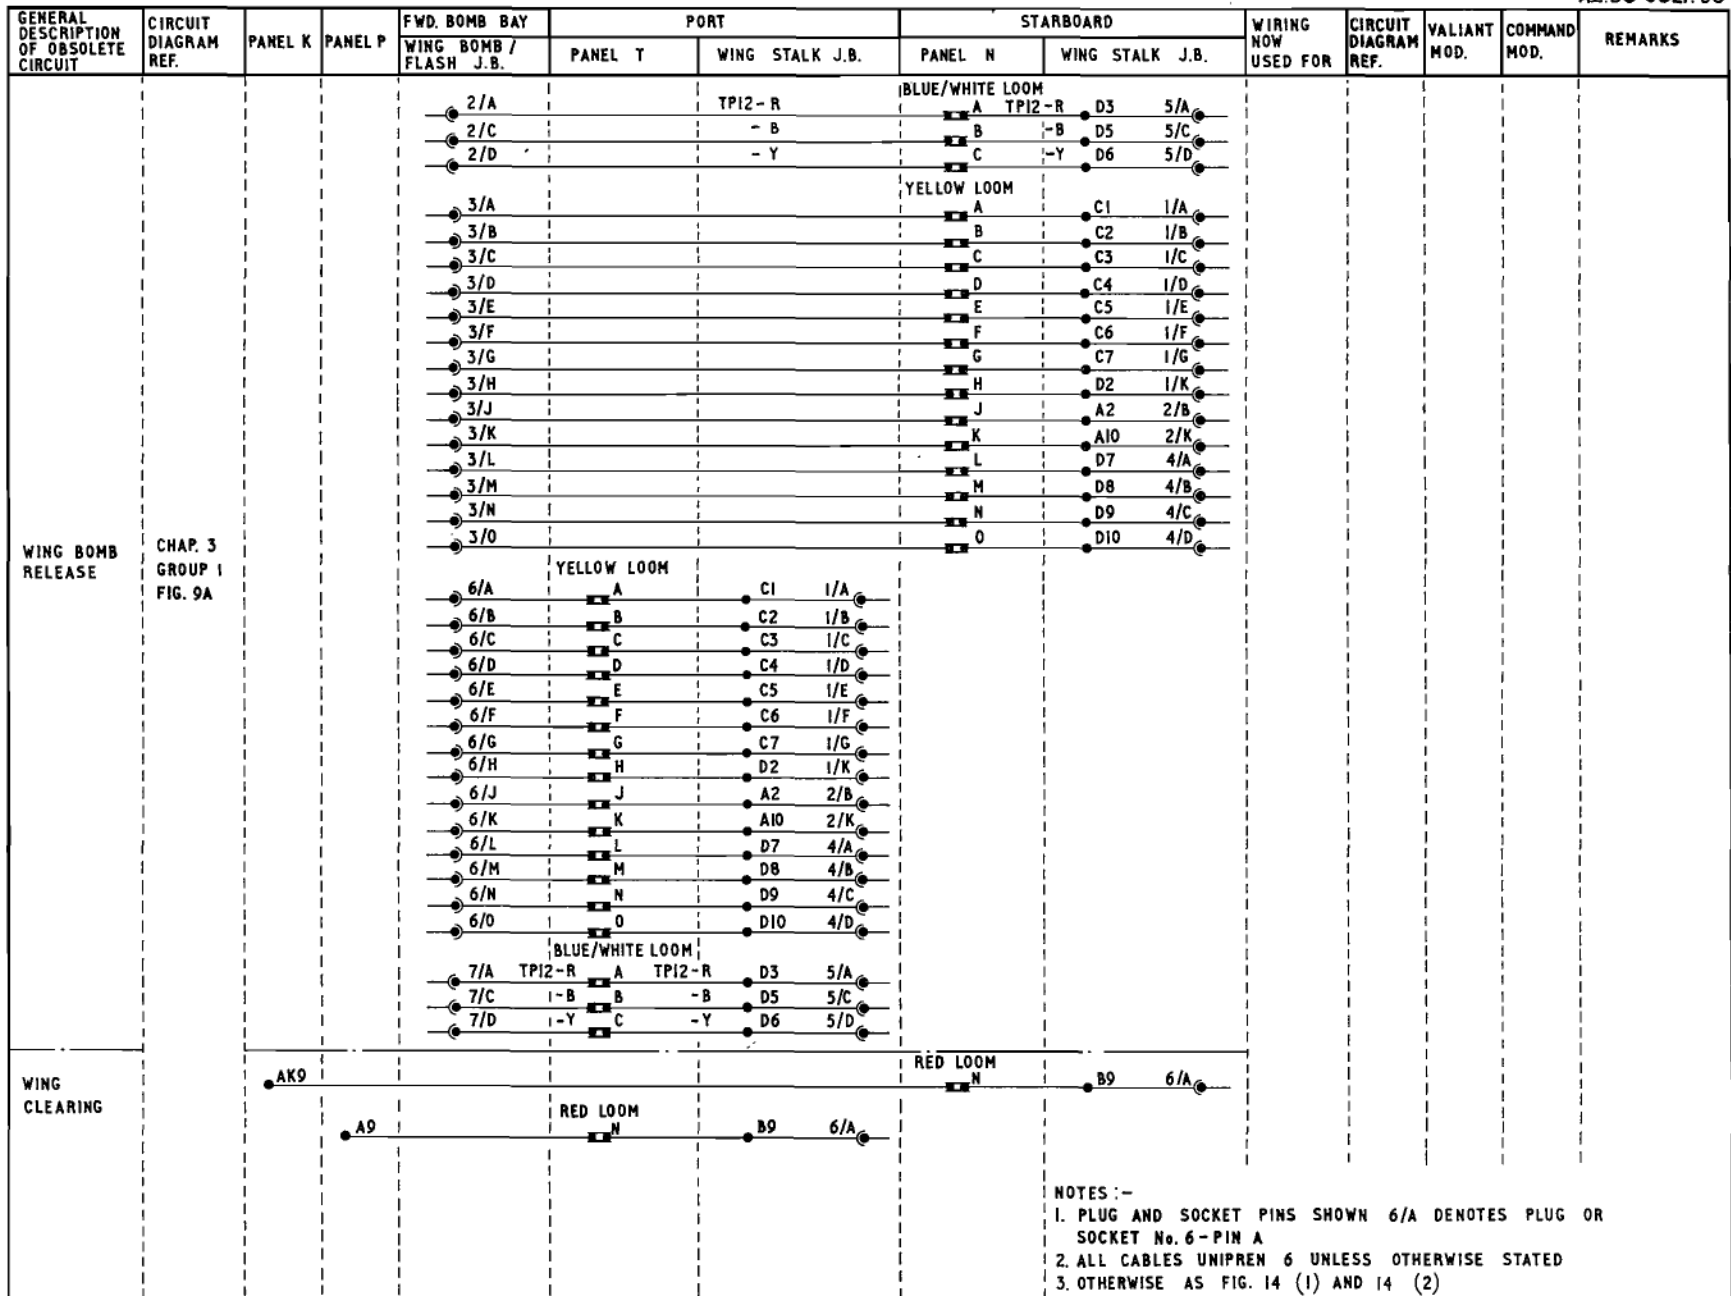 GENERAL DESCRIPTION OF OBSOLETE CIRCUIT
CIRCUIT DIAGRAM REF.
PANEL K
PANEL P
FWD. BOMB BAY
WING BOMB / FLASH J.B.
PORT
PANEL T
WING STALK J.B.
STARBOARD
PANEL N
WING STALK J.B.
WIRING NOW USED FOR
CIRCUIT DIAGRAM REF.
VALIANT MOD.
COMMAND MOD.
REMARKS
BLUE/WHITE LOOM
2/A TP12-R A TP12-R D3 5/A
2/C - B B -B D5 5/C
2/D - Y C -Y D6 5/D
YELLOW LOOM
3/A A C1 1/A
3/B B C2 1/B
3/C C C3 1/C
3/D D C4 1/D
3/E E C5 1/E
3/F F C6 1/F
3/G G C7 1/G
3/H H D2 1/K
3/J J A2 2/B
3/K K A10 2/K
3/L L D7 4/A
3/M M D8 4/B
3/N N D9 4/C
3/O O D10 4/D
WING BOMB RELEASE
CHAP. 3
GROUP 1
FIG. 9A
YELLOW LOOM
6/A A C1 1/A
6/B B C2 1/B
6/C C C3 1/C
6/D D C4 1/D
6/E E C5 1/E
6/F F C6 1/F
6/G G C7 1/G
6/H H D2 1/K
6/J J A2 2/B
6/K K A10 2/K
6/L L D7 4/A
6/M M D8 4/B
6/N N D9 4/C
6/O O D10 4/D
BLUE/WHITE LOOM
7/A TP12-R A TP12-R D3 5/A
7/C -B B -B D5 5/C
7/D -Y C -Y D6 5/D
WING CLEARING
RED LOOM
AK9 N B9 6/A
RED LOOM
A9 N B9 6/A
NOTES :-
1. PLUG AND SOCKET PINS SHOWN 6/A DENOTES PLUG OR
SOCKET No. 6 - PIN A
2. ALL CABLES UNIPREN 6 UNLESS OTHERWISE STATED
3. OTHERWISE AS FIG. 14 (1) AND 14 (2)